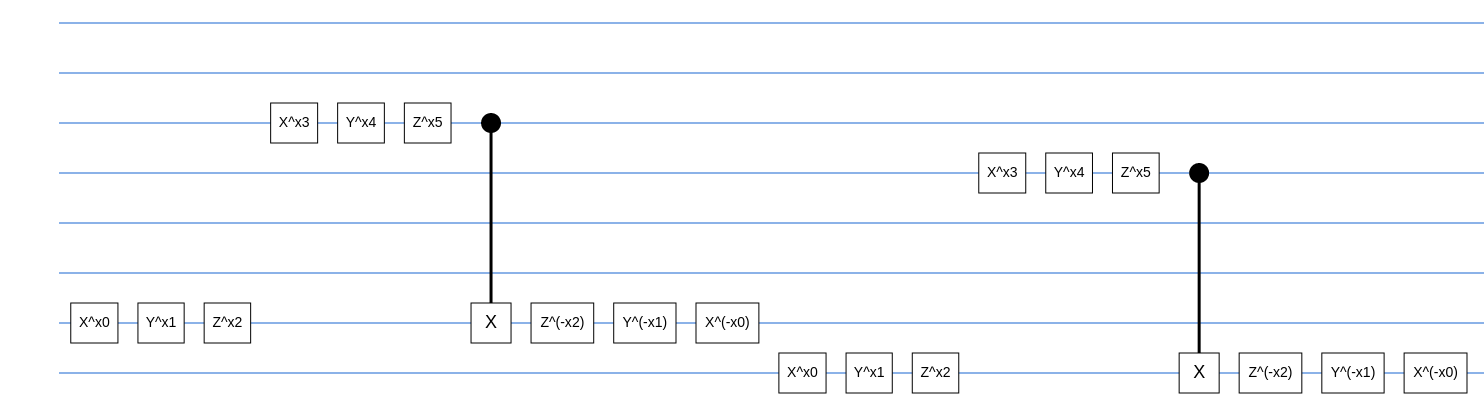 X^x3 Y^x4 Z^x5
X^x3 Y^x4 Z^x5
X^x0 Y^x1 Z^x2 X Z^(-x2) Y^(-x1) X^(-x0)
X^x0 Y^x1 Z^x2 X Z^(-x2) Y^(-x1) X^(-x0)